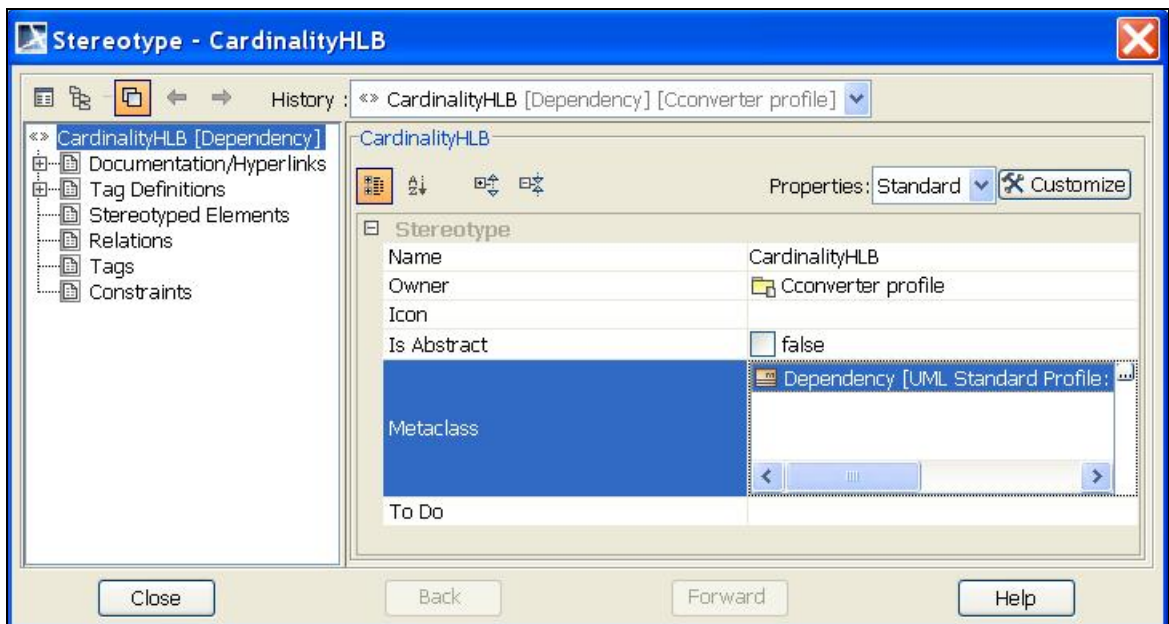 Stereotype - CardinalityHLB
History : «» CardinalityHLB [Dependency] [Cconverter profile]
«» CardinalityHLB [Dependency]
Documentation/Hyperlinks
Tag Definitions
Stereotyped Elements
Relations
Tags
Constraints
CardinalityHLB
Properties: Standard Customize
Stereotype
Name CardinalityHLB
Owner Cconverter profile
Icon
Is Abstract false
Metaclass Dependency [UML Standard Profile: ...
To Do
Close Back Forward Help